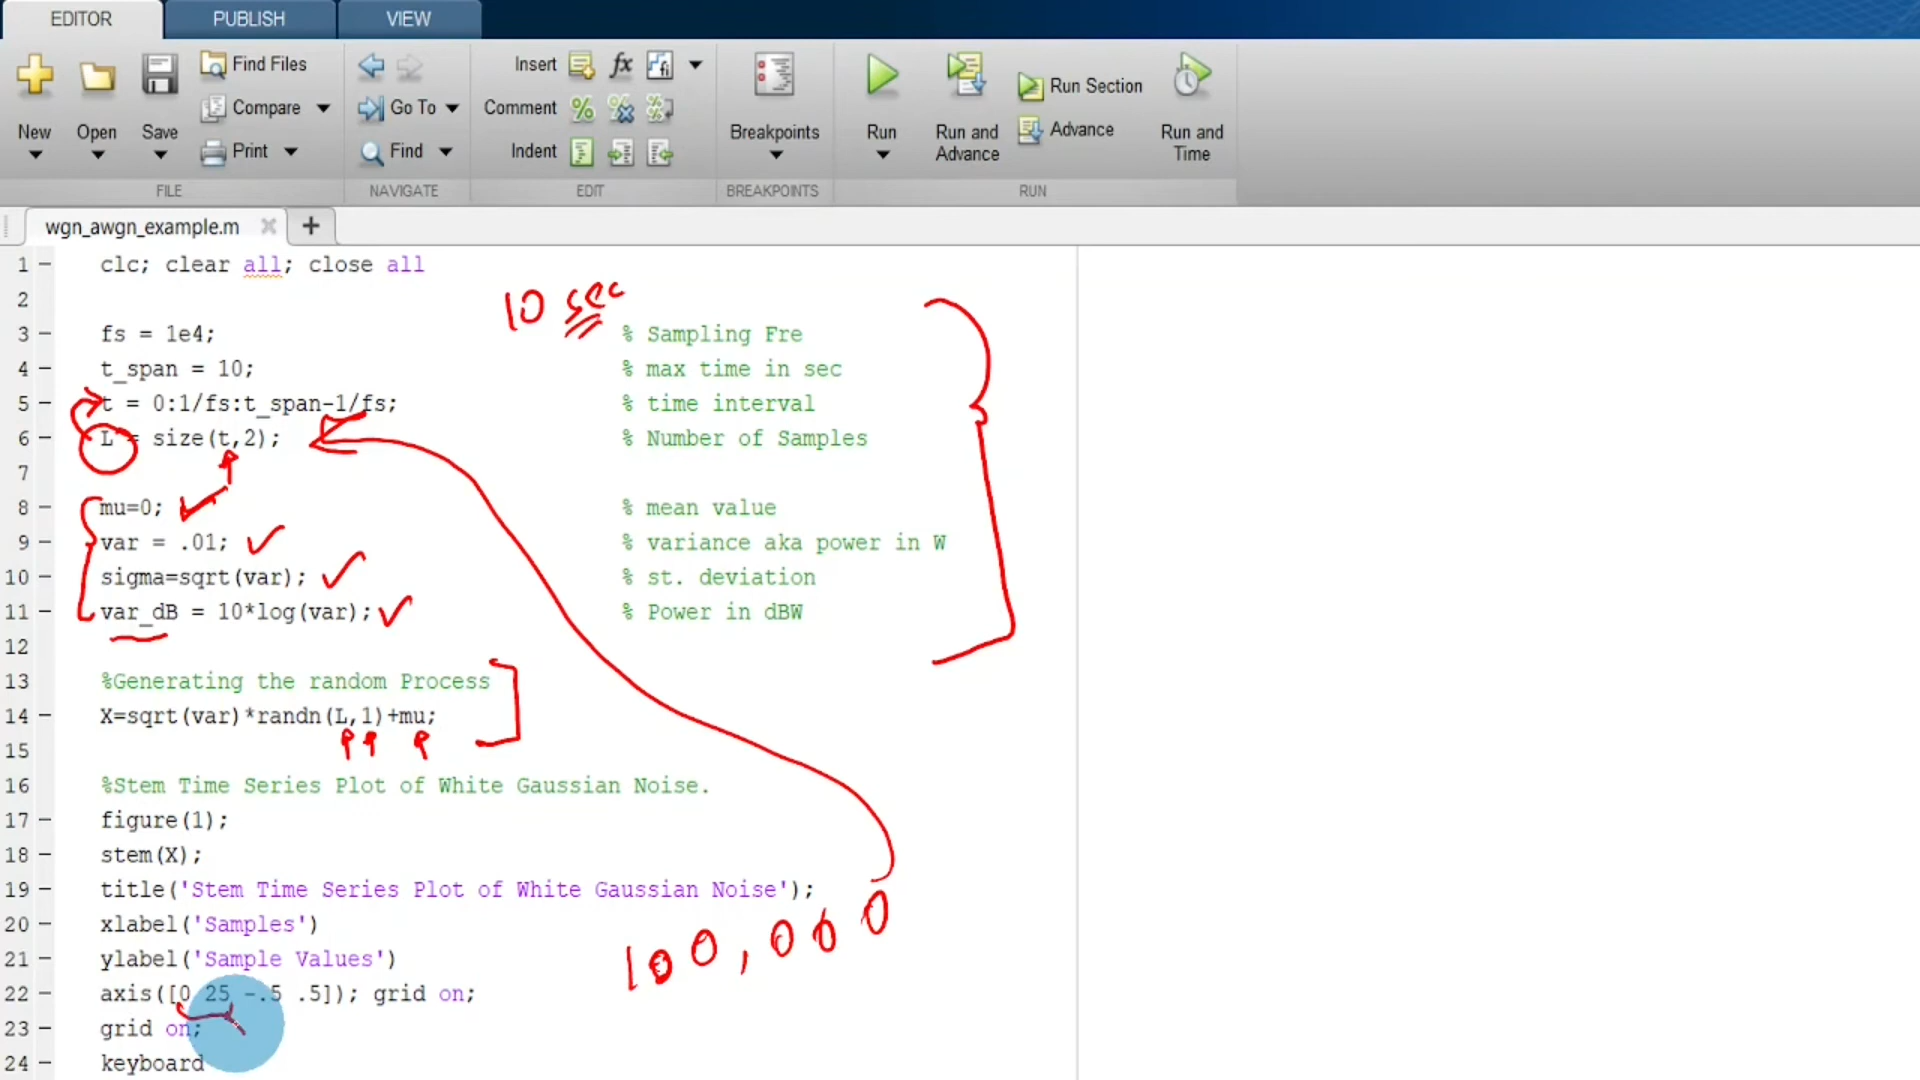 EDITOR PUBLISH VIEW
New Open Save Find Files Compare Print
Go To Find
Insert fx fi
Comment
Indent
Breakpoints
Run Run and Advance Run Section Advance Run and Time
FILE NAVIGATE EDIT BREAKPOINTS RUN
wgn_awgn_example.m
1 clc; clear all; close all
2
10 sec
3 fs = 1e4; % Sampling Fre
4 t_span = 10; % max time in sec
5 t = 0:1/fs:t_span-1/fs; % time interval
6 L = size(t,2); % Number of Samples
7
8 mu=0; % mean value
9 var = .01; % variance aka power in W
10 sigma=sqrt(var); % st. deviation
11 var_dB = 10*log(var); % Power in dBW
12
13 %Generating the random Process
14 X=sqrt(var)*randn(L,1)+mu;
15
16 %Stem Time Series Plot of White Gaussian Noise.
17 figure(1);
18 stem(X);
19 title('Stem Time Series Plot of White Gaussian Noise');
20 xlabel('Samples')
21 ylabel('Sample Values')
100,000
22 axis([0 25 -.5 .5]); grid on;
23 grid on;
24 keyboard